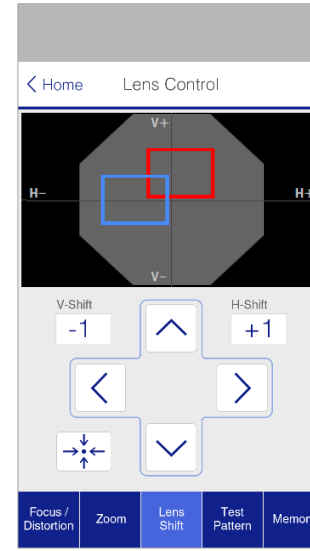 Home Lens Control
V+
H- H+
V-
V-Shift H-Shift
-1 +1
Focus / Distortion Zoom Lens Shift Test Pattern Memor